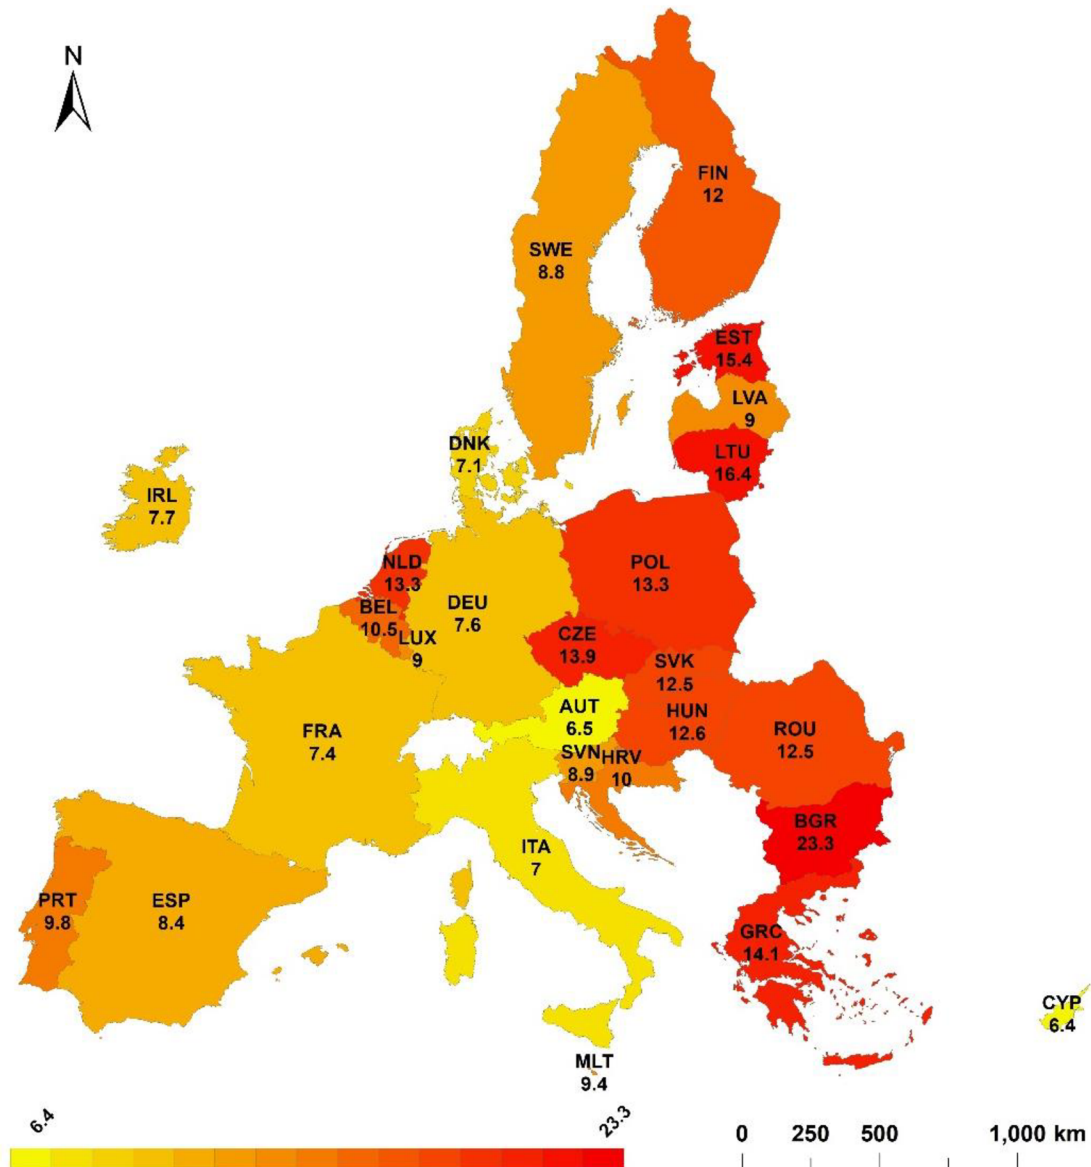 N
FIN
12
SWE
8.8
EST
15.4
LVA
9
DNK
7.1
LTU
16.4
IRL
7.7
NLD
13.3
POL
13.3
BEL
10.5
DEU
7.6
LUX
9
CZE
13.9
SVK
12.5
AUT
6.5
HUN
12.6
FRA
7.4
ROU
12.5
SVN
8.9
HRV
10
BGR
23.3
ITA
7
PRT
9.8
ESP
8.4
GRC
14.1
CYP
6.4
MLT
9.4
6.4
23.3
0 250 500 1,000 km